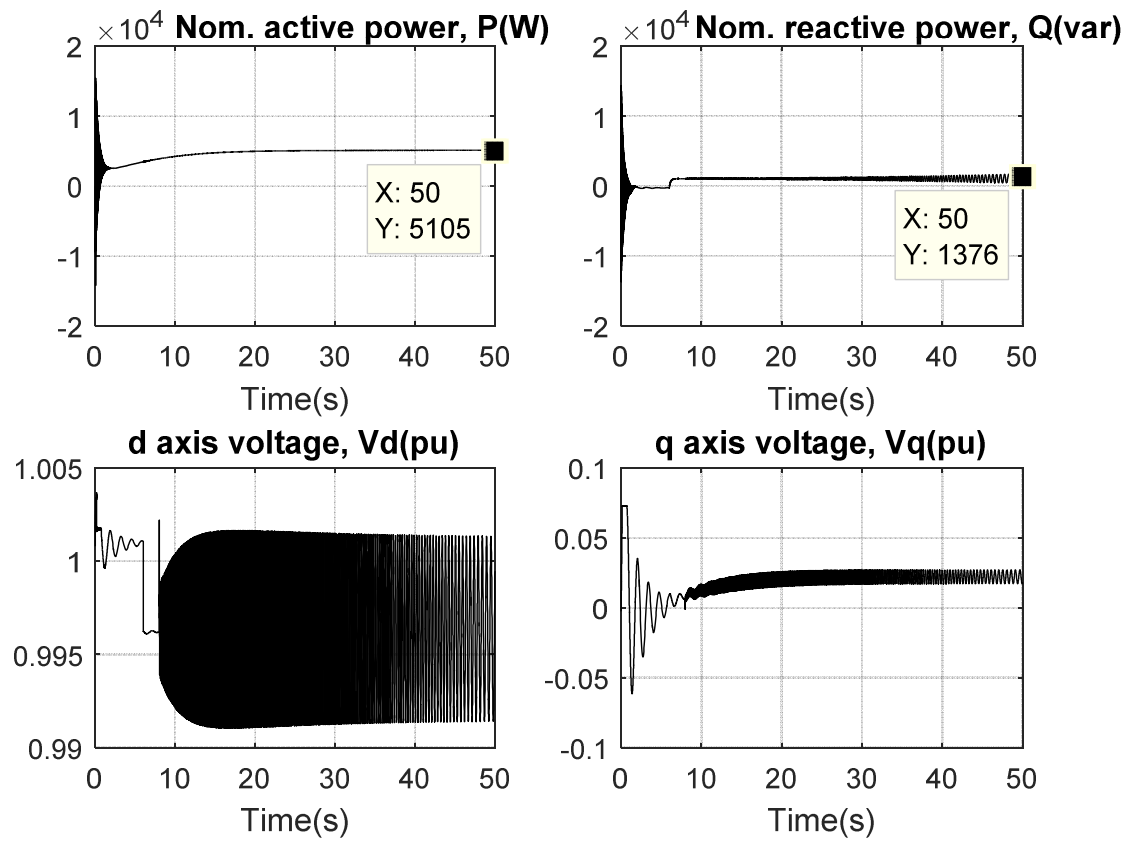 ×10⁴ Nom. active power, P(W)
2
1
0
-1
-2
X: 50
Y: 5105
0 10 20 30 40 50
Time(s)
×10⁴ Nom. reactive power, Q(var)
2
1
0
-1
-2
X: 50
Y: 1376
0 10 20 30 40 50
Time(s)
d axis voltage, Vd(pu)
1.005
1
0.995
0.99
0 10 20 30 40 50
Time(s)
q axis voltage, Vq(pu)
0.1
0.05
0
-0.05
-0.1
0 10 20 30 40 50
Time(s)